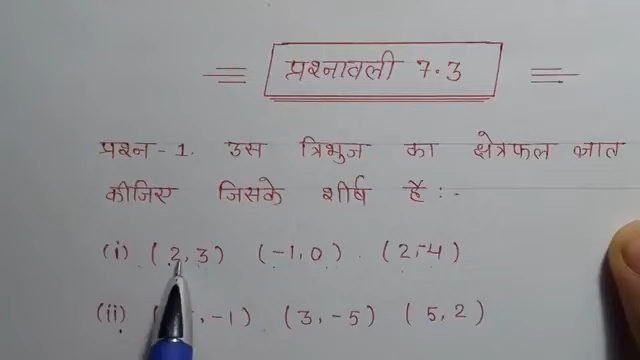 प्रश्नावली 7.3
प्रश्न-1. उस त्रिभुज का क्षेत्रफल ज्ञात
कीजिए जिसके शीर्ष हैं:-
(i) (2,3) (-1,0). (2,-4)
(ii) ( , -1) (3,-5) (5,2)